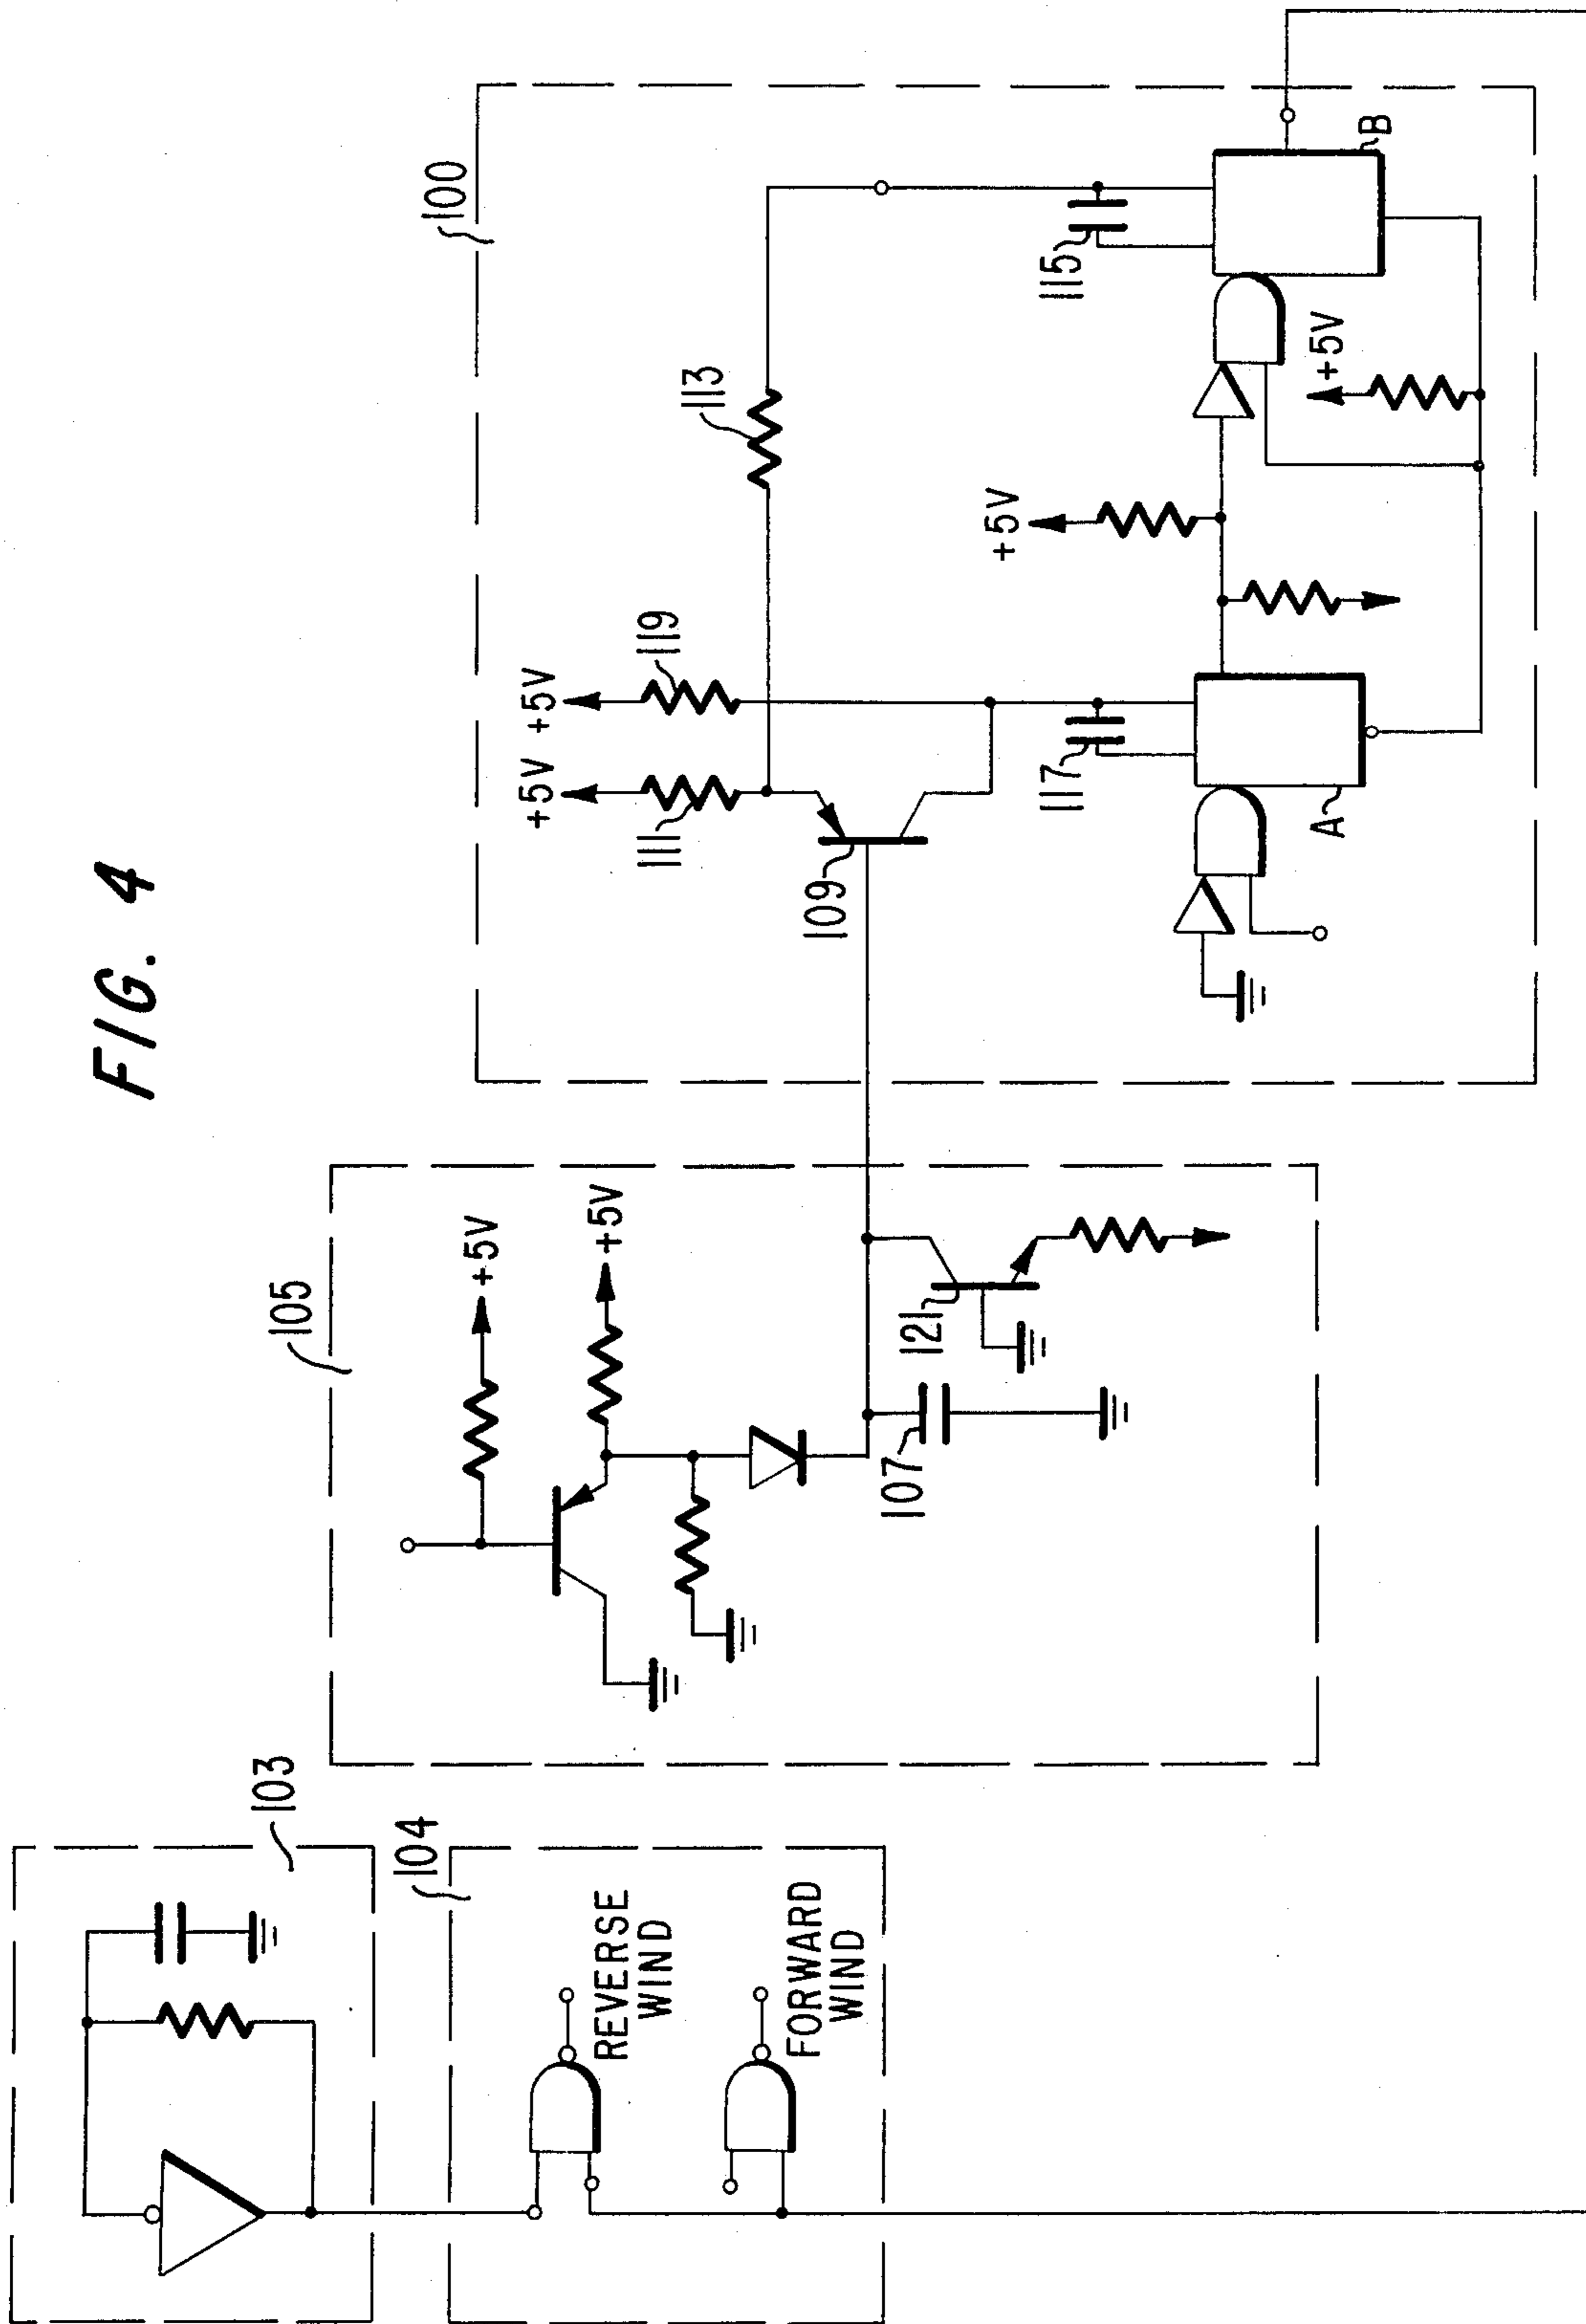 FIG. 4
103
104
REVERSE
WIND
FORWARD
WIND
105
+5V
+5V
107
121
100
+5V
+5V
111
119
109
113
117
A
+5V
115
+5V
B